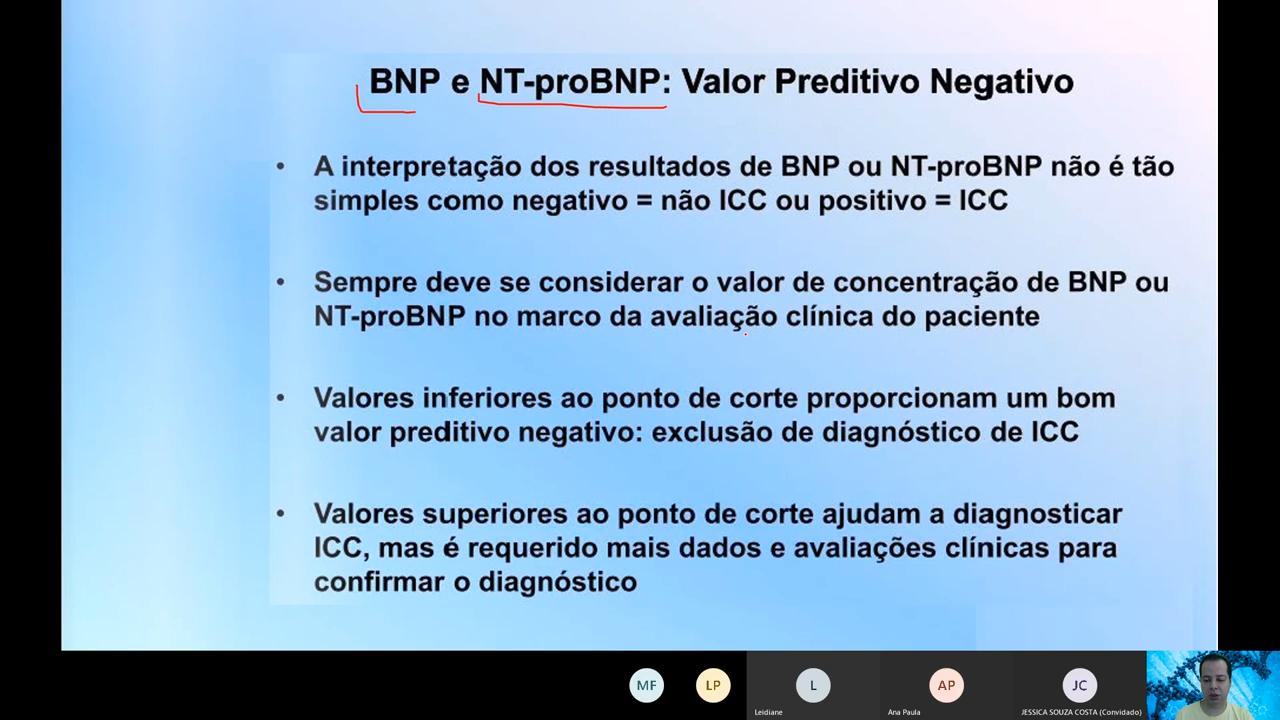 BNP e NT-proBNP: Valor Preditivo Negativo
• A interpretação dos resultados de BNP ou NT-proBNP não é tão
simples como negativo = não ICC ou positivo = ICC
• Sempre deve se considerar o valor de concentração de BNP ou
NT-proBNP no marco da avaliação clínica do paciente
• Valores inferiores ao ponto de corte proporcionam um bom
valor preditivo negativo: exclusão de diagnóstico de ICC
• Valores superiores ao ponto de corte ajudam a diagnosticar
ICC, mas é requerido mais dados e avaliações clínicas para
confirmar o diagnóstico
MF LP L AP JC
Leidiane Ana Paula JESSICA SOUZA COSTA (Convidado)